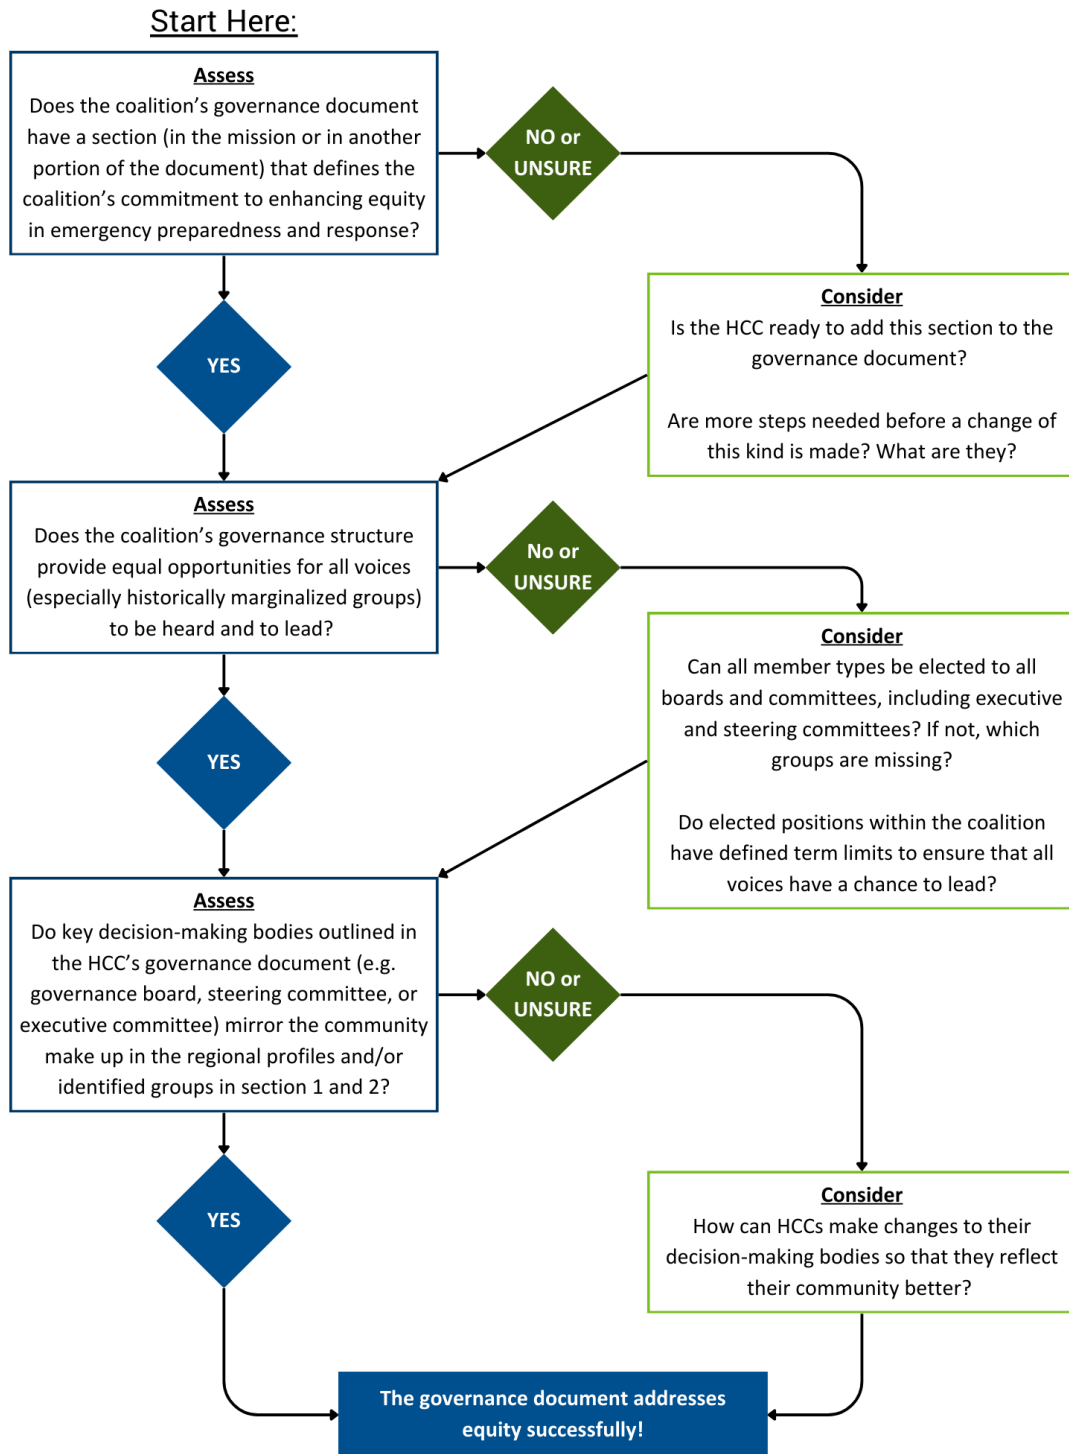 Start Here:
Assess
Does the coalition’s governance document
have a section (in the mission or in another
portion of the document) that defines the
coalition’s commitment to enhancing equity
in emergency preparedness and response?
NO or
UNSURE
Consider
Is the HCC ready to add this section to the
governance document?
Are more steps needed before a change of
this kind is made? What are they?
YES
Assess
Does the coalition’s governance structure
provide equal opportunities for all voices
(especially historically marginalized groups)
to be heard and to lead?
No or
UNSURE
Consider
Can all member types be elected to all
boards and committees, including executive
and steering committees? If not, which
groups are missing?
Do elected positions within the coalition
have defined term limits to ensure that all
voices have a chance to lead?
YES
Assess
Do key decision-making bodies outlined in
the HCC’s governance document (e.g.
governance board, steering committee, or
executive committee) mirror the community
make up in the regional profiles and/or
identified groups in section 1 and 2?
NO or
UNSURE
Consider
How can HCCs make changes to their
decision-making bodies so that they reflect
their community better?
YES
The governance document addresses
equity successfully!